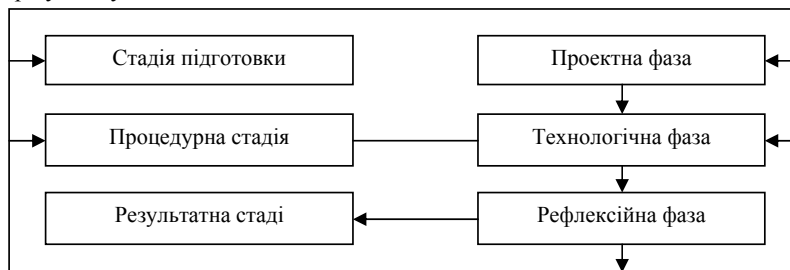 Стадія підготовки
Проектна фаза
Процедурна стадія
Технологічна фаза
Результатна стаді
Рефлексійна фаза